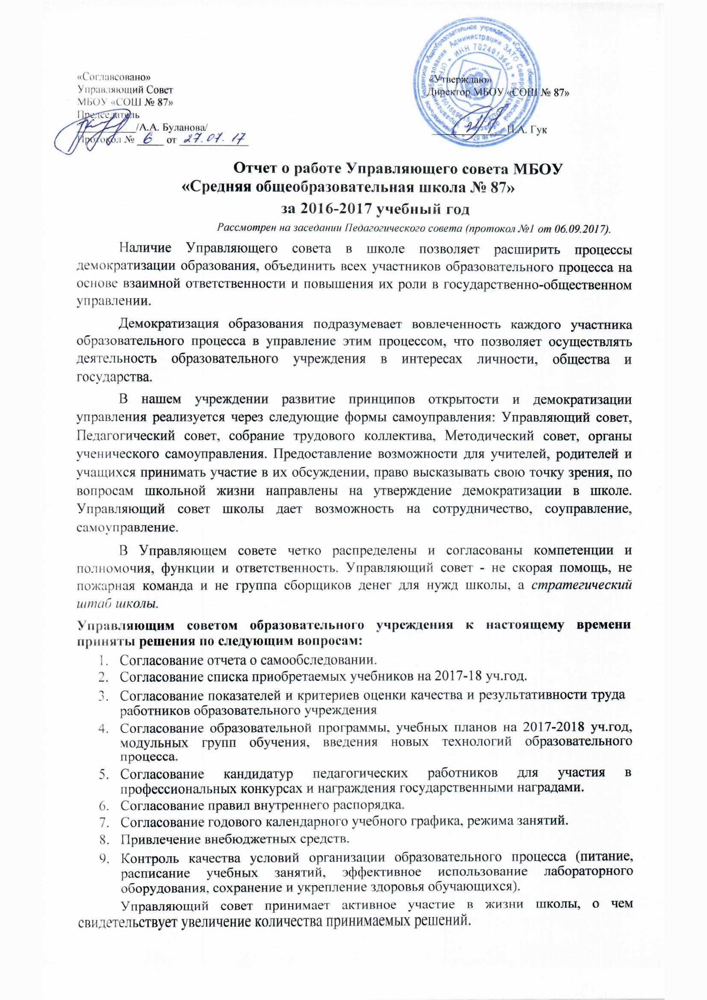 «Соглавсовано»
Управляющий Совет
МБОУ «СОШ № 87»
Председатель
____________/А.А. Буланова/
Протокол № 6 от 27.07.17
«Утверждаю»
Директор МБОУ «СОШ № 87»
Н.А. Гук
ИНН 7024013643
Отчет о работе Управляющего совета МБОУ
«Средняя общеобразовательная школа № 87»
за 2016-2017 учебный год
Рассмотрен на заседании Педагогического совета (протокол №1 от 06.09.2017).
Наличие Управляющего совета в школе позволяет расширить процессы
демократизации образования, объединить всех участников образовательного процесса на
основе взаимной ответственности и повышения их роли в государственно-общественном
управлении.
Демократизация образования подразумевает вовлеченность каждого участника
образовательного процесса в управление этим процессом, что позволяет осуществлять
деятельность образовательного учреждения в интересах личности, общества и
государства.
В нашем учреждении развитие принципов открытости и демократизации
управления реализуется через следующие формы самоуправления: Управляющий совет,
Педагогический совет, собрание трудового коллектива, Методический совет, органы
ученического самоуправления. Предоставление возможности для учителей, родителей и
учащихся принимать участие в их обсуждении, право высказывать свою точку зрения, по
вопросам школьной жизни направлены на утверждение демократизации в школе.
Управляющий совет школы дает возможность на сотрудничество, соуправление,
самоуправление.
В Управляющем совете четко распределены и согласованы компетенции и
полномочия, функции и ответственность. Управляющий совет - не скорая помощь, не
пожарная команда и не группа сборщиков денег для нужд школы, а стратегический
штаб школы.
Управляющим советом образовательного учреждения к настоящему времени
приняты решения по следующим вопросам:
1. Согласование отчета о самообследовании.
2. Согласование списка приобретаемых учебников на 2017-18 уч.год.
3. Согласование показателей и критериев оценки качества и результативности труда
работников образовательного учреждения
4. Согласование образовательной программы, учебных планов на 2017-2018 уч.год,
модульных групп обучения, введения новых технологий образовательного
процесса.
5. Согласование кандидатур педагогических работников для участия в
профессиональных конкурсах и награждения государственными наградами.
6. Согласование правил внутреннего распорядка.
7. Согласование годового календарного учебного графика, режима занятий.
8. Привлечение внебюджетных средств.
9. Контроль качества условий организации образовательного процесса (питание,
расписание учебных занятий, эффективное использование лабораторного
оборудования, сохранение и укрепление здоровья обучающихся).
Управляющий совет принимает активное участие в жизни школы, о чем
свидетельствует увеличение количества принимаемых решений.